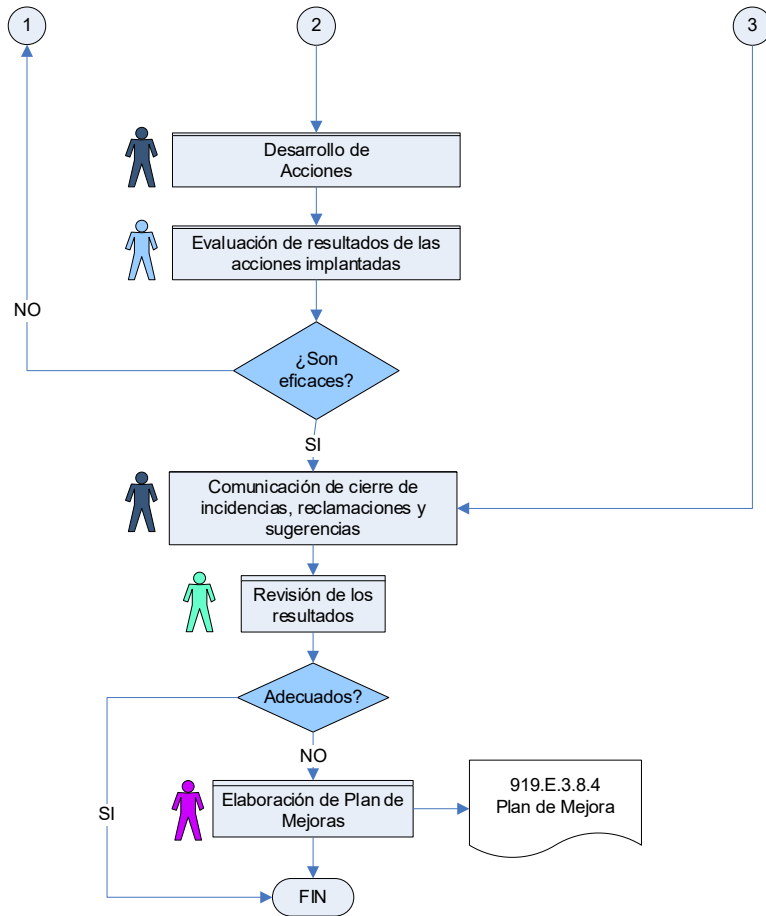 1
2
3
Desarrollo de
Acciones
Evaluación de resultados de las
acciones implantadas
NO
¿Son
eficaces?
SI
Comunicación de cierre de
incidencias, reclamaciones y
sugerencias
Revisión de los
resultados
Adecuados?
NO
SI
Elaboración de Plan de
Mejoras
919.E.3.8.4
Plan de Mejora
FIN